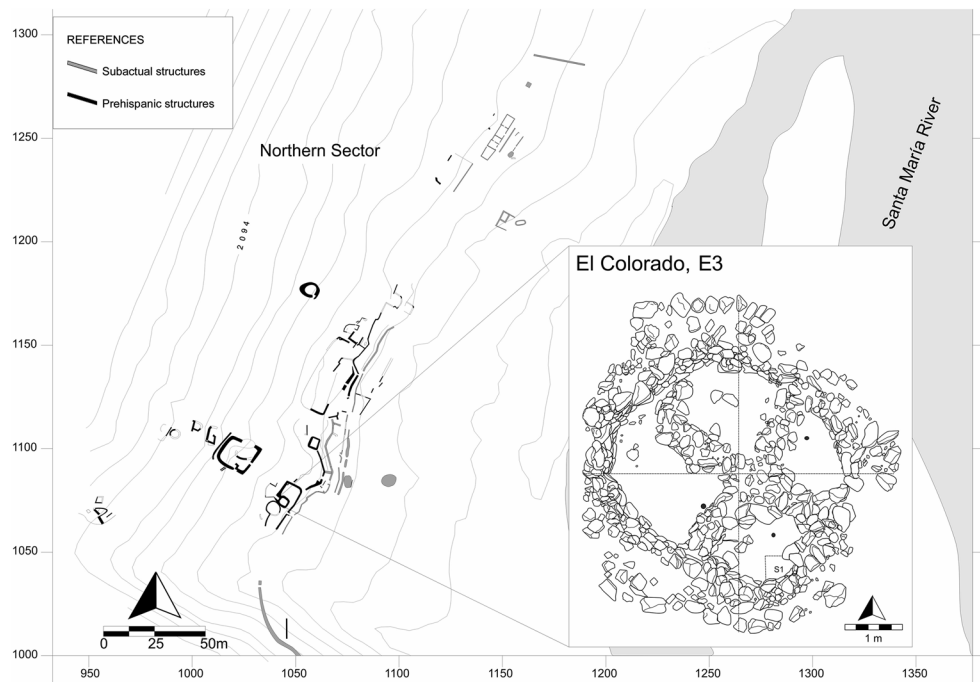 1300
1250
1200
1150
1100
1050
1000
REFERENCES
Subactual structures
Prehispanic structures
Northern Sector
2094
Santa María River
El Colorado, E3
S1
1 m
0 25 50m
950 1000 1050 1100 1150 1200 1250 1300 1350